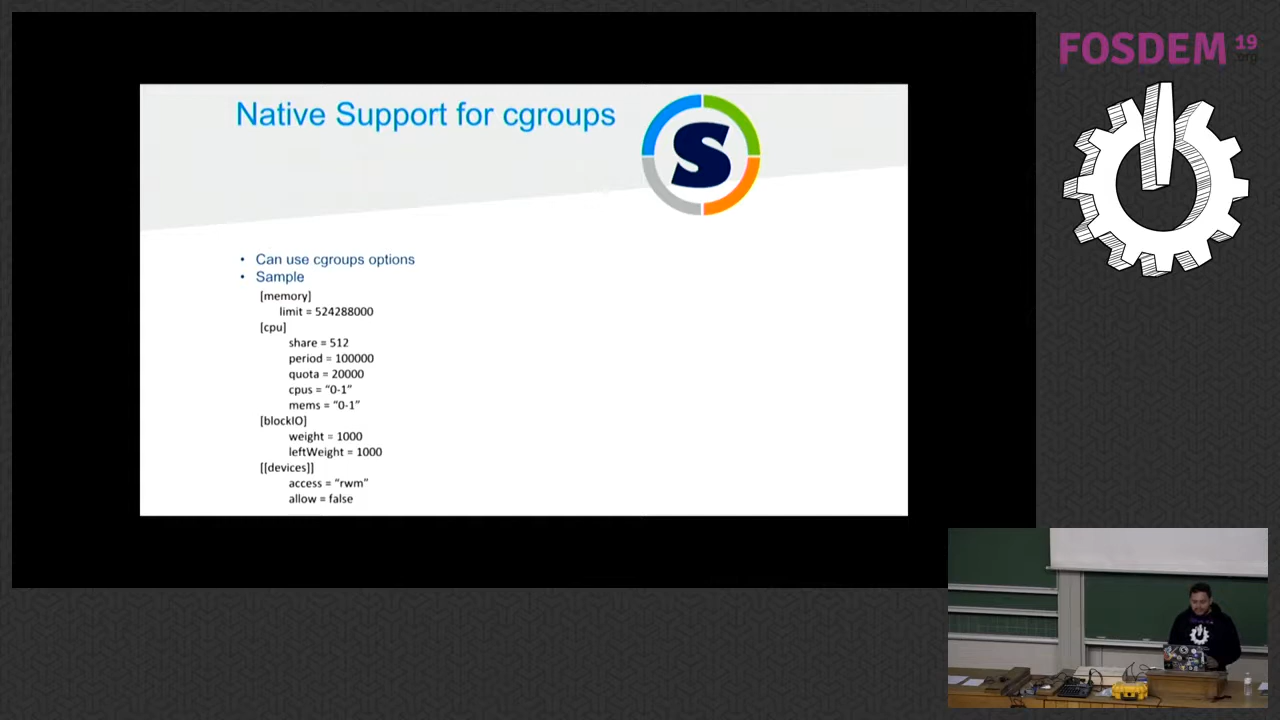 Native Support for cgroups
S
• Can use cgroups options
• Sample
[memory]
limit = 524288000
[cpu]
share = 512
period = 100000
quota = 20000
cpus = “0-1”
mems = “0-1”
[blockIO]
weight = 1000
leftWeight = 1000
[[devices]]
access = “rwm”
allow = false
FOSDEM 19
.org